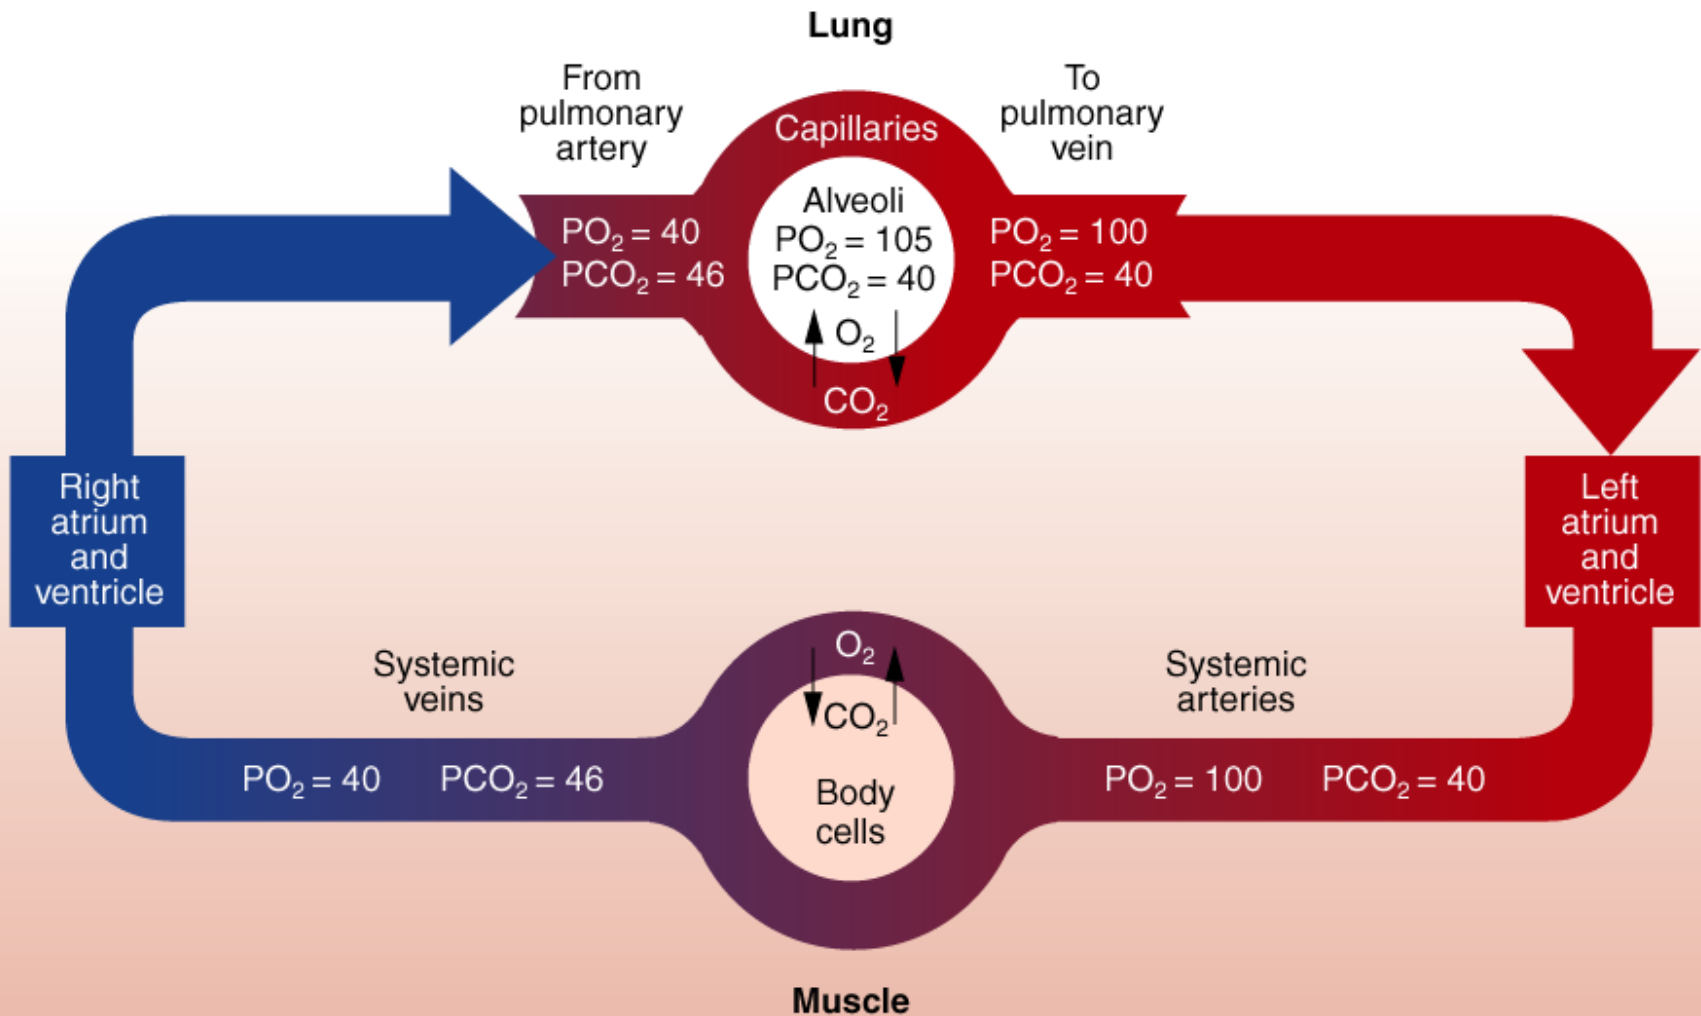 Lung
From
pulmonary
artery
To
pulmonary
vein
Capillaries
PO₂ = 40
PCO₂ = 46
Alveoli
PO₂ = 105
PCO₂ = 40
O₂
CO₂
PO₂ = 100
PCO₂ = 40
Right
atrium
and
ventricle
Left
atrium
and
ventricle
Systemic
veins
O₂
CO₂
Body
cells
Systemic
arteries
PO₂ = 40 PCO₂ = 46
PO₂ = 100 PCO₂ = 40
Muscle